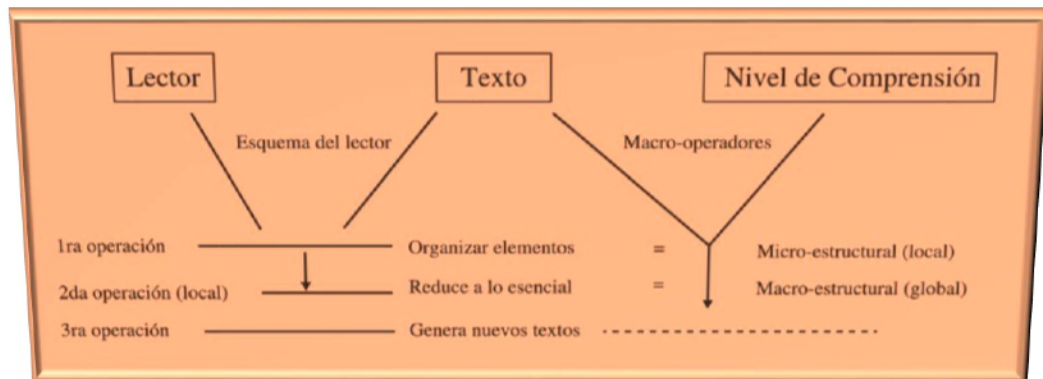 Lector Texto Nivel de Comprensión
Esquema del lector Macro-operadores
1ra operación Organizar elementos = Micro-estructural (local)
2da operación (local) Reduce a lo esencial = Macro-estructural (global)
3ra operación Genera nuevos textos